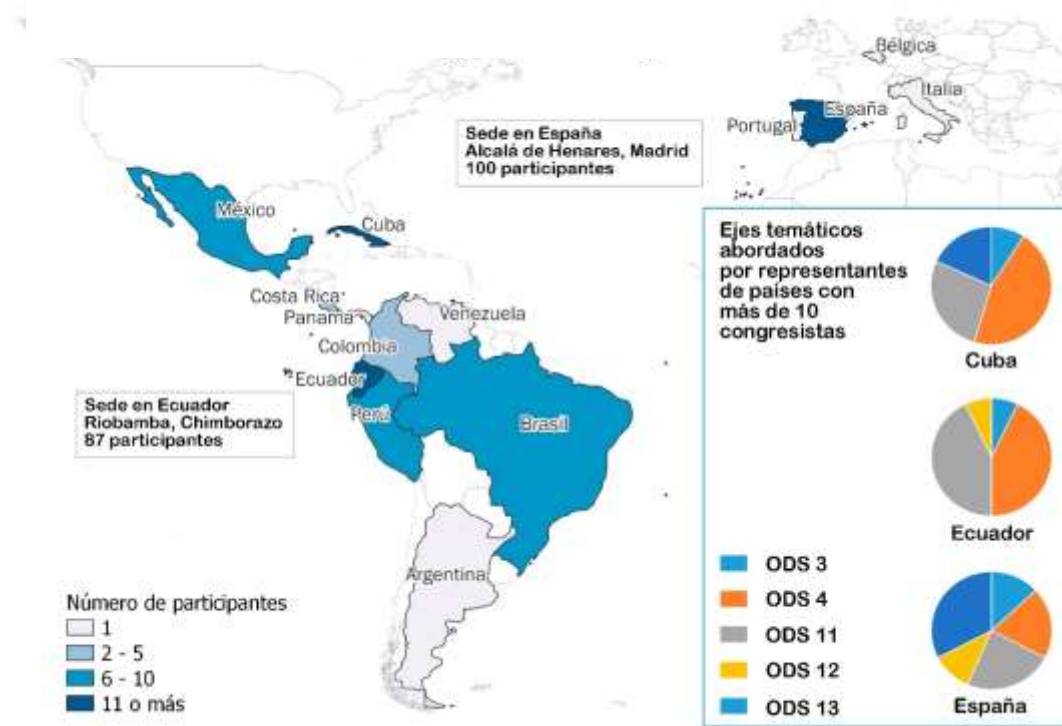 Bélgica
Italia
España
Portugal
Sede en España
Alcalá de Henares, Madrid
100 participantes
México
Cuba
Costa Rica
Panamá
Venezuela
Colombia
Ecuador
Perú
Brasil
Sede en Ecuador
Riobamba, Chimborazo
87 participantes
Argentina
Número de participantes
1
2 - 5
6 - 10
11 o más
Ejes temáticos
abordados
por representantes
de países con
más de 10
congresistas
Cuba
Ecuador
España
ODS 3
ODS 4
ODS 11
ODS 12
ODS 13